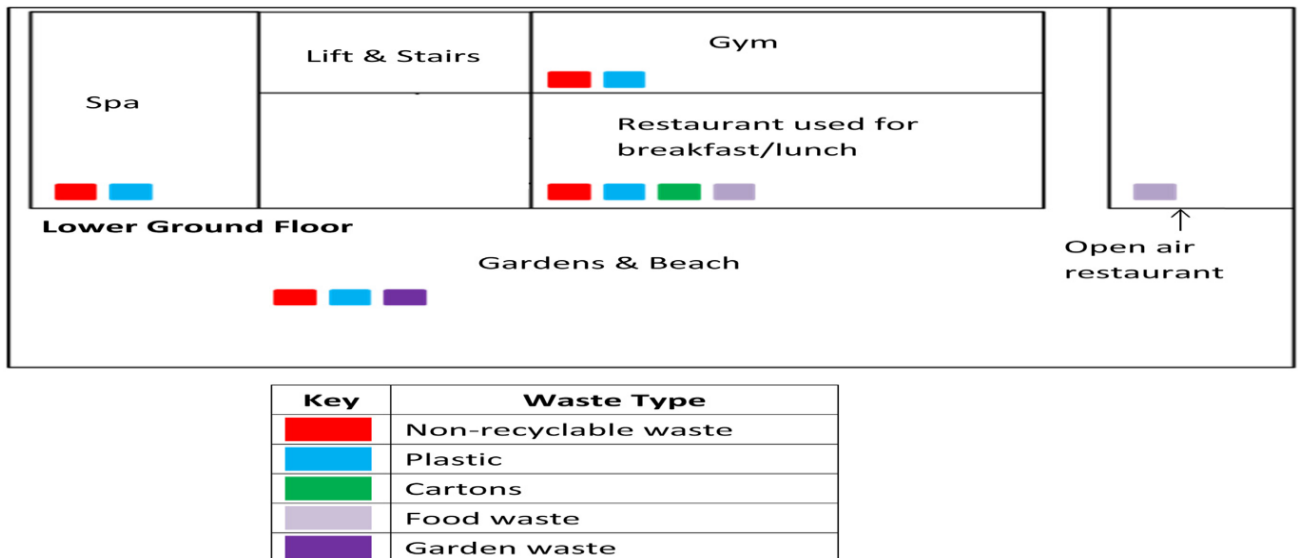 Gym
Lift & Stairs
Spa
Restaurant used for
breakfast/lunch
Lower Ground Floor
Open air
restaurant
Gardens & Beach
Key Waste Type
Non-recyclable waste
Plastic
Cartons
Food waste
Garden waste